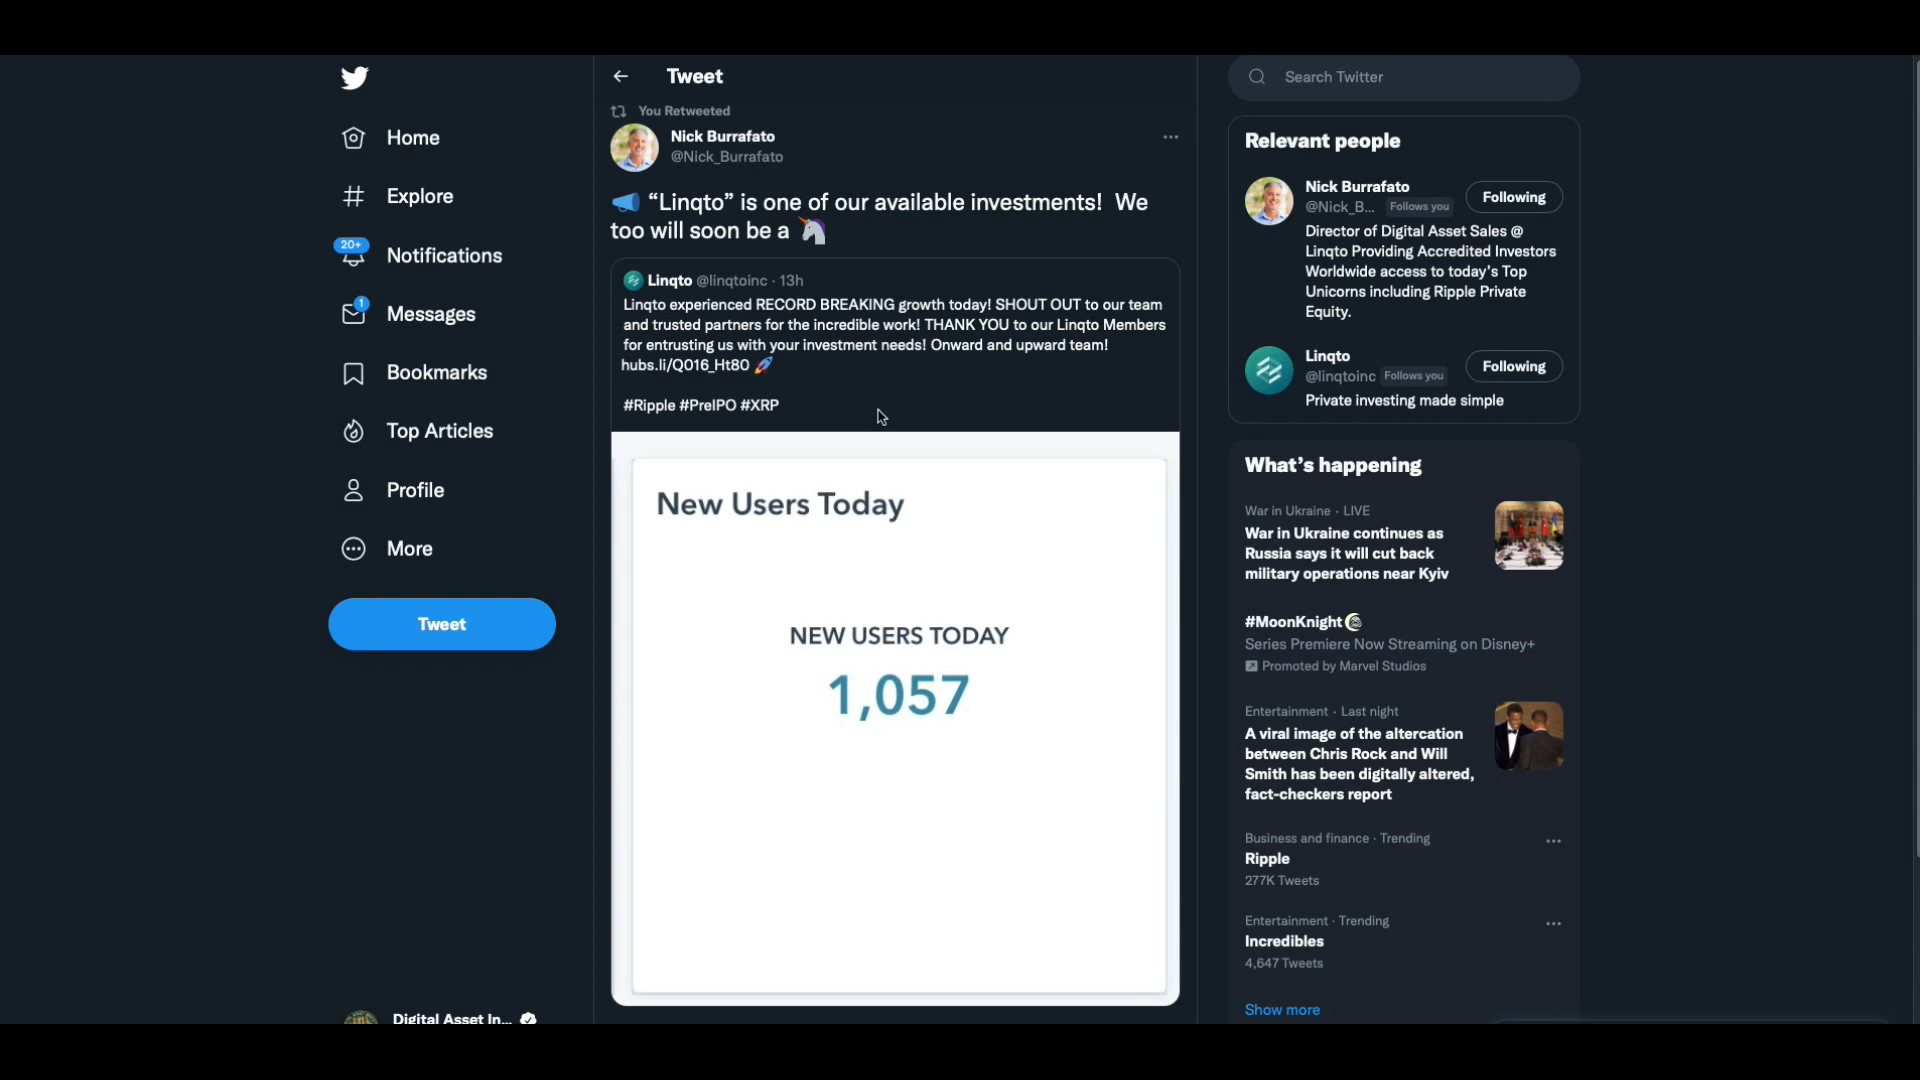 Home
Explore
20+
Notifications
1
Messages
Bookmarks
Top Articles
Profile
More
Tweet
Digital Asset In...
Tweet
You Retweeted
Nick Burrafato
@Nick_Burrafato
“Linqto” is one of our available investments! We
too will soon be a
Linqto @linqtoinc · 13h
Linqto experienced RECORD BREAKING growth today! SHOUT OUT to our team
and trusted partners for the incredible work! THANK YOU to our Linqto Members
for entrusting us with your investment needs! Onward and upward team!
hubs.li/Q016_Ht80
#Ripple #PreIPO #XRP
New Users Today
NEW USERS TODAY
1,057
Search Twitter
Relevant people
Nick Burrafato
@Nick_B... Follows you
Following
Director of Digital Asset Sales @
Linqto Providing Accredited Investors
Worldwide access to today's Top
Unicorns including Ripple Private
Equity.
Linqto
@linqtoinc Follows you
Following
Private investing made simple
What's happening
War in Ukraine · LIVE
War in Ukraine continues as
Russia says it will cut back
military operations near Kyiv
#MoonKnight
Series Premiere Now Streaming on Disney+
Promoted by Marvel Studios
Entertainment · Last night
A viral image of the altercation
between Chris Rock and Will
Smith has been digitally altered,
fact-checkers report
Business and finance · Trending
Ripple
277K Tweets
Entertainment · Trending
Incredibles
4,647 Tweets
Show more